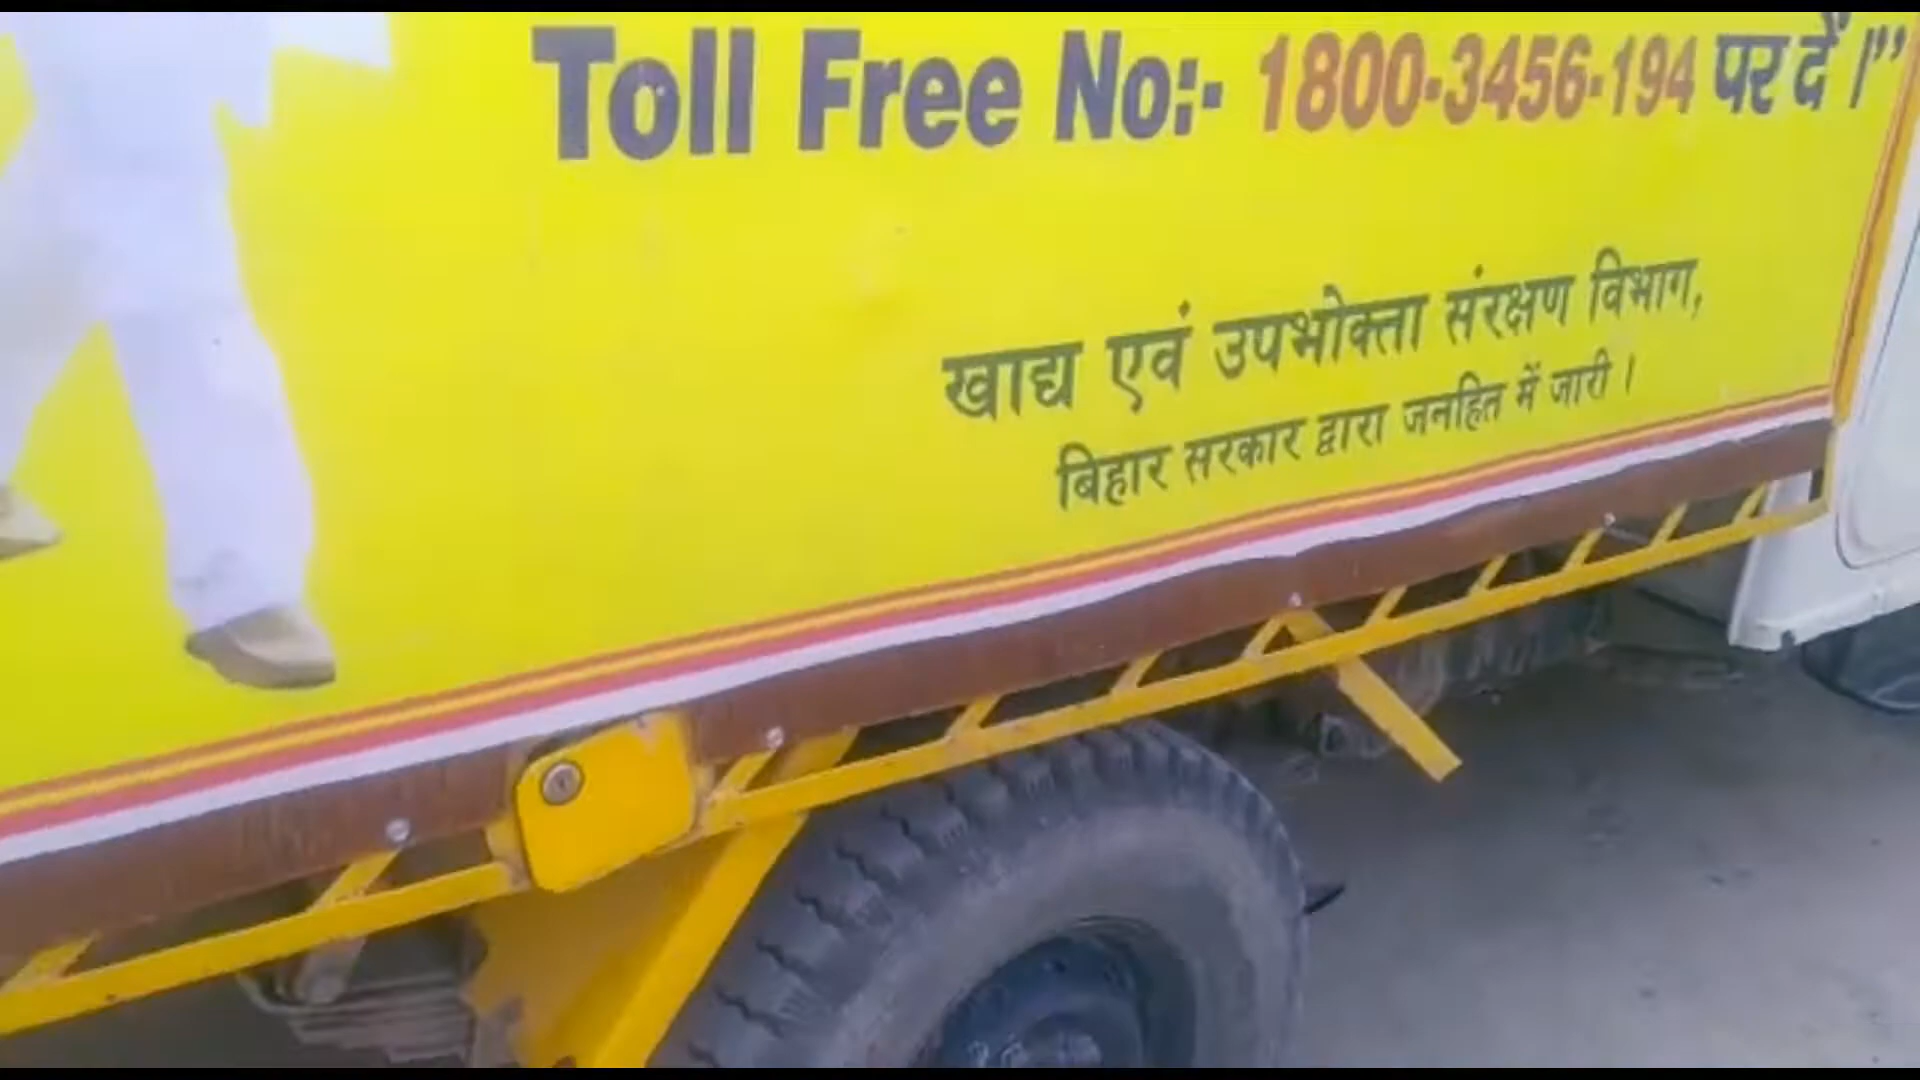 Toll Free No:- 1800-3456-194 पर दें।”
खाद्य एवं उपभोक्ता संरक्षण विभाग,
बिहार सरकार द्वारा जनहित में जारी।